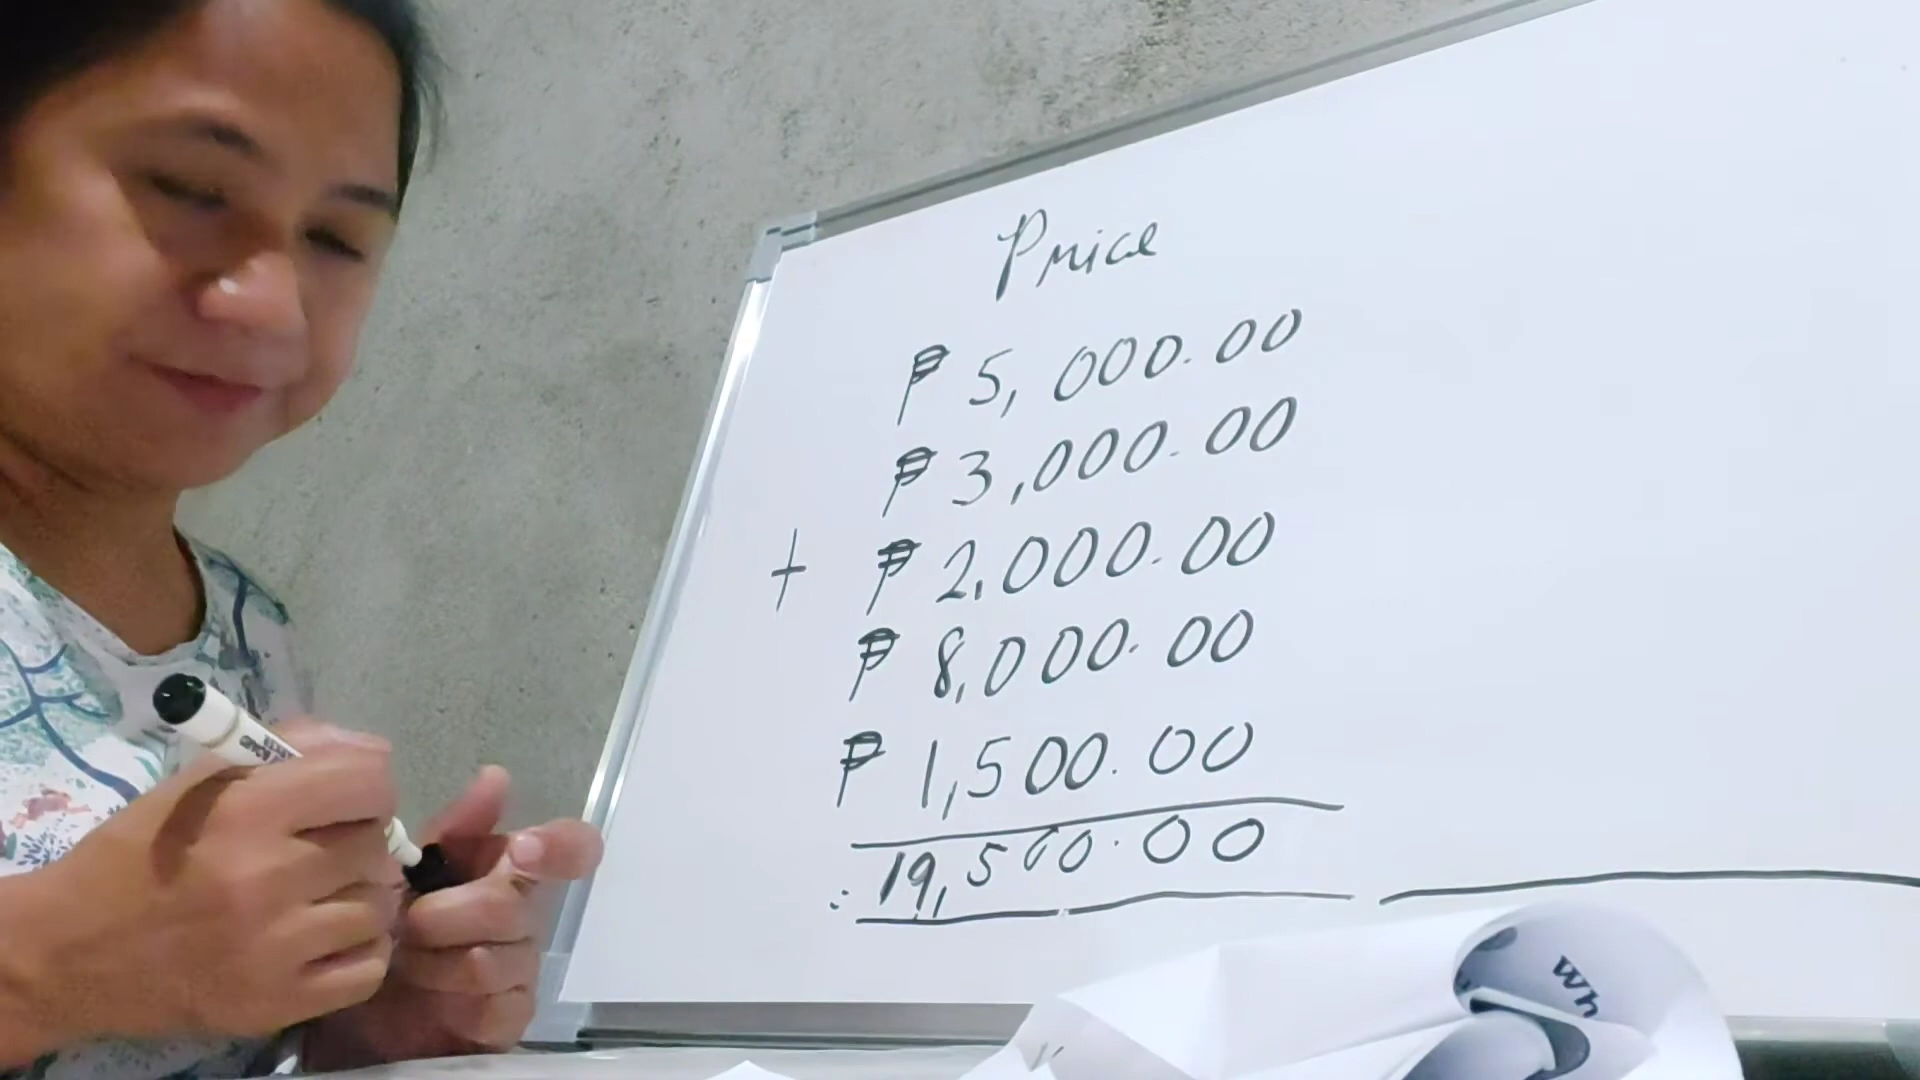 Price
₱ 5,000.00
₱ 3,000.00
+ ₱ 2,000.00
₱ 8,000.00
₱ 1,500.00
: 19,500.00
Wh